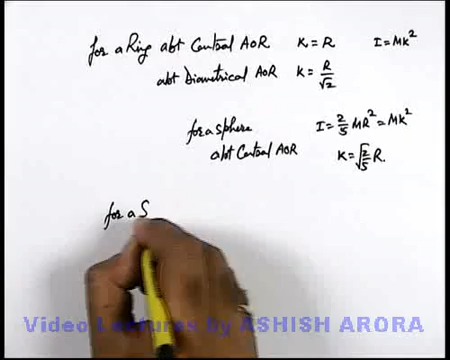 for a Ring abt Central AOR K = R I = MK²
abt Diametrical AOR K = R/√2
for a sphere I = 2/5 MR² = MK²
abt Central AOR K = √(2/5) R.
for a S
Video Lectures by ASHISH ARORA